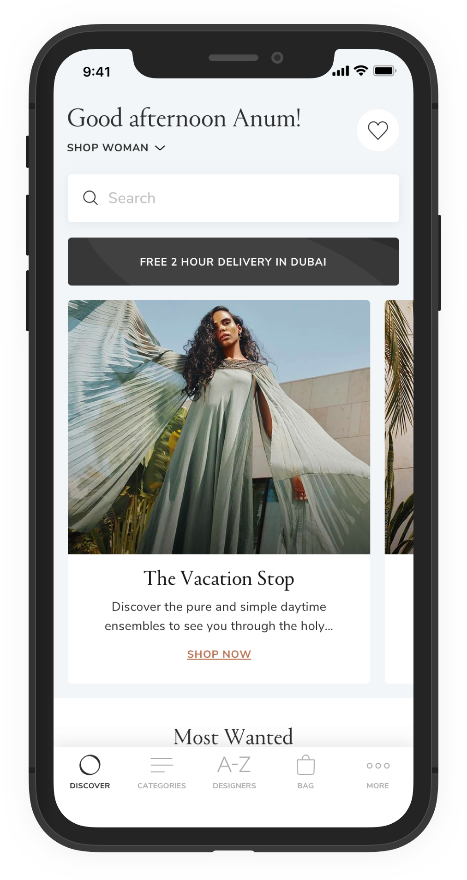 9:41
Good afternoon Anum!
SHOP WOMAN
Search
FREE 2 HOUR DELIVERY IN DUBAI
The Vacation Stop
Discover the pure and simple daytime
ensembles to see you through the holy...
SHOP NOW
Most Wanted
A-Z
DISCOVER CATEGORIES DESIGNERS BAG MORE